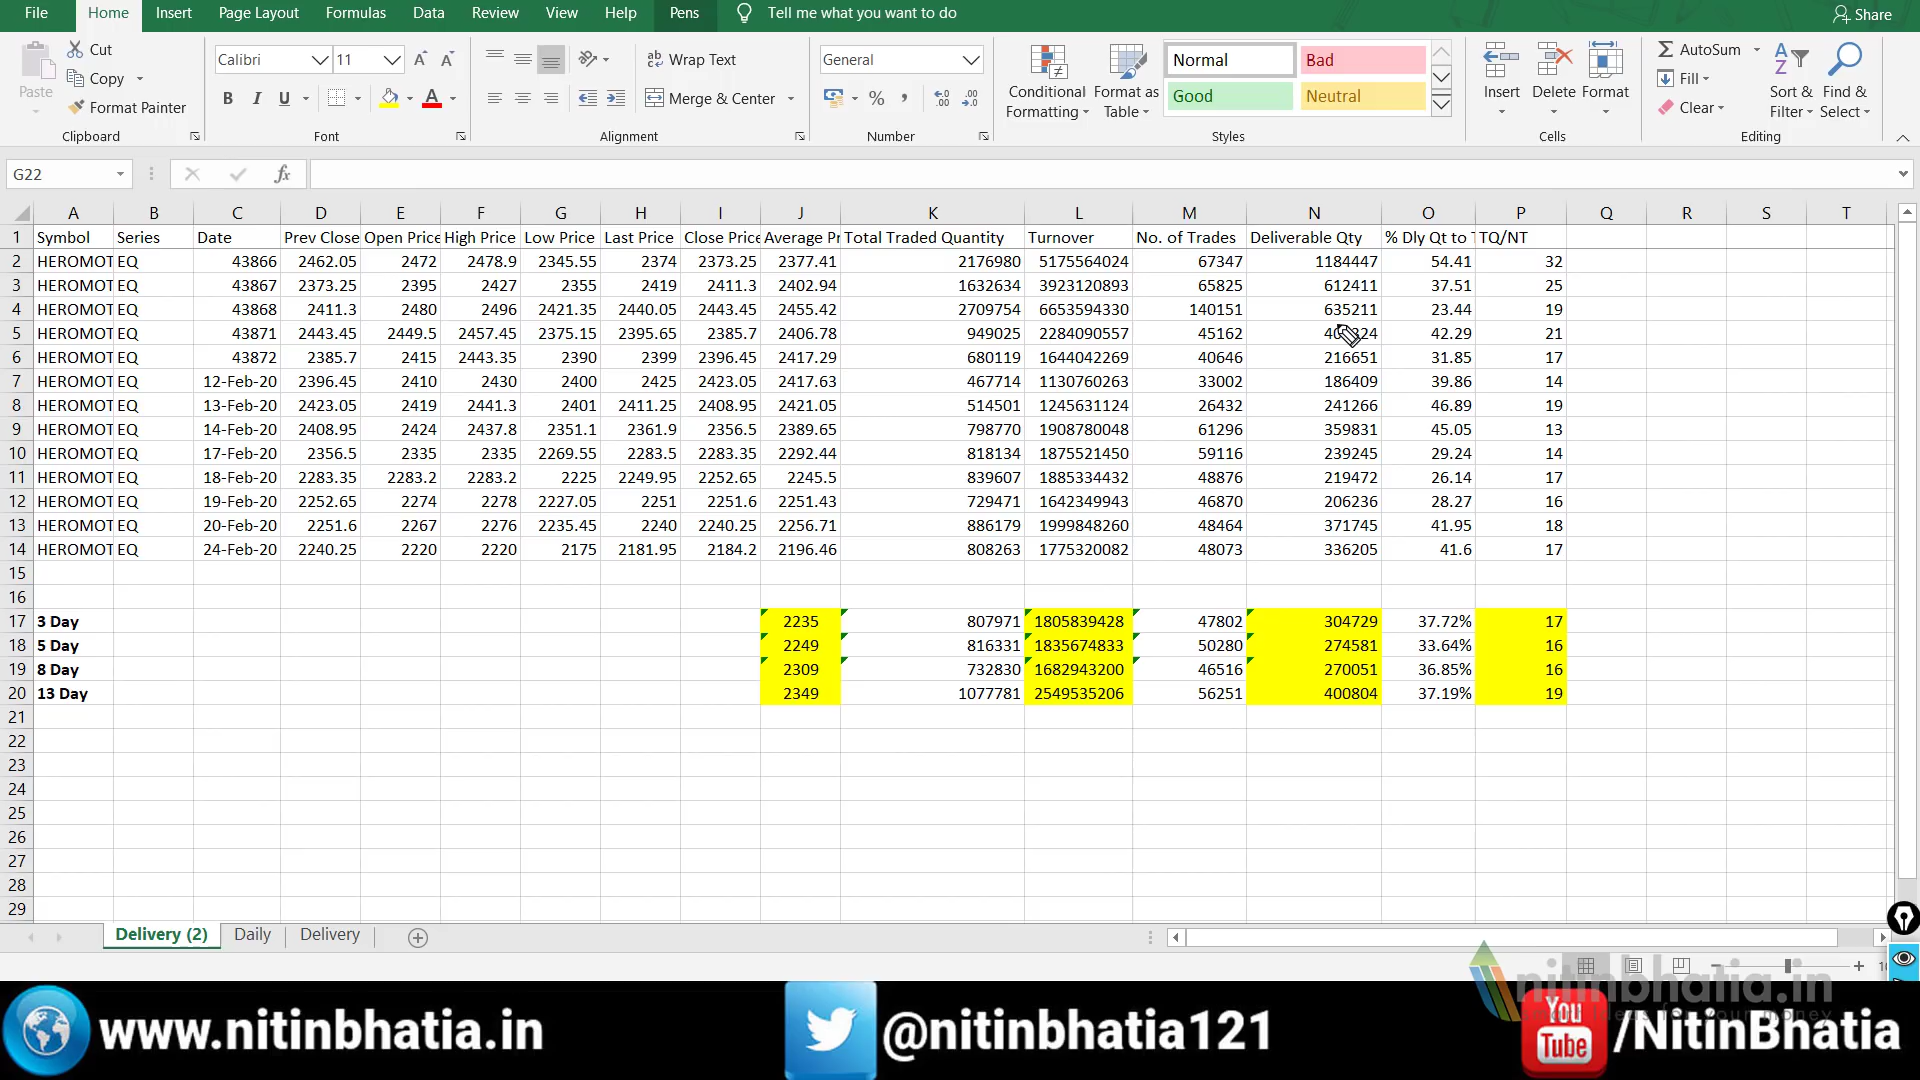 File Home Insert Page Layout Formulas Data Review View Help Pens Tell me what you want to do Share
Cut Calibri 11 Wrap Text General Normal Bad AutoSum
Paste Copy Conditional Formatting Format as Table Insert Delete Format Fill Sort & Filter Find & Select
Format Painter B I U A Merge & Center % , Good Neutral Clear
Clipboard Font Alignment Number Styles Cells Editing
G22 fx
A B C D E F G H I J K L M N O P Q R S T
1 Symbol Series Date Prev Close Open Price High Price Low Price Last Price Close Price Average Pr Total Traded Quantity Turnover No. of Trades Deliverable Qty % Dly Qt to T TQ/NT
2 HEROMOT EQ 43866 2462.05 2472 2478.9 2345.55 2374 2373.25 2377.41 2176980 5175564024 67347 1184447 54.41 32
3 HEROMOT EQ 43867 2373.25 2395 2427 2355 2419 2411.3 2402.94 1632634 3923120893 65825 612411 37.51 25
4 HEROMOT EQ 43868 2411.3 2480 2496 2421.35 2440.05 2443.45 2455.42 2709754 6653594330 140151 635211 23.44 19
5 HEROMOT EQ 43871 2443.45 2449.5 2457.45 2375.15 2395.65 2385.7 2406.78 949025 2284090557 45162 42.29 21
6 HEROMOT EQ 43872 2385.7 2415 2443.35 2390 2399 2396.45 2417.29 680119 1644042269 40646 216651 31.85 17
7 HEROMOT EQ 12-Feb-20 2396.45 2410 2430 2400 2425 2423.05 2417.63 467714 1130760263 33002 186409 39.86 14
8 HEROMOT EQ 13-Feb-20 2423.05 2419 2441.3 2401 2411.25 2408.95 2421.05 514501 1245631124 26432 241266 46.89 19
9 HEROMOT EQ 14-Feb-20 2408.95 2424 2437.8 2351.1 2361.9 2356.5 2389.65 798770 1908780048 61296 359831 45.05 13
10 HEROMOT EQ 17-Feb-20 2356.5 2335 2335 2269.55 2283.5 2283.35 2292.44 818134 1875521450 59116 239245 29.24 14
11 HEROMOT EQ 18-Feb-20 2283.35 2283.2 2283.2 2225 2249.95 2252.65 2245.5 839607 1885334432 48876 219472 26.14 17
12 HEROMOT EQ 19-Feb-20 2252.65 2274 2278 2227.05 2251 2251.6 2251.43 729471 1642349943 46870 206236 28.27 16
13 HEROMOT EQ 20-Feb-20 2251.6 2267 2276 2235.45 2240 2240.25 2256.71 886179 1999848260 48464 371745 41.95 18
14 HEROMOT EQ 24-Feb-20 2240.25 2220 2220 2175 2181.95 2184.2 2196.46 808263 1775320082 48073 336205 41.6 17
15
16
17 3 Day 2235 807971 1805839428 47802 304729 37.72% 17
18 5 Day 2249 816331 1835674833 50280 274581 33.64% 16
19 8 Day 2309 732830 1682943200 46516 270051 36.85% 16
20 13 Day 2349 1077781 2549535206 56251 400804 37.19% 19
21
22
23
24
25
26
27
28
29
Delivery (2) Daily Delivery
nitinbhatia.in
www.nitinbhatia.in @nitinbhatia121 You Tube /NitinBhatia